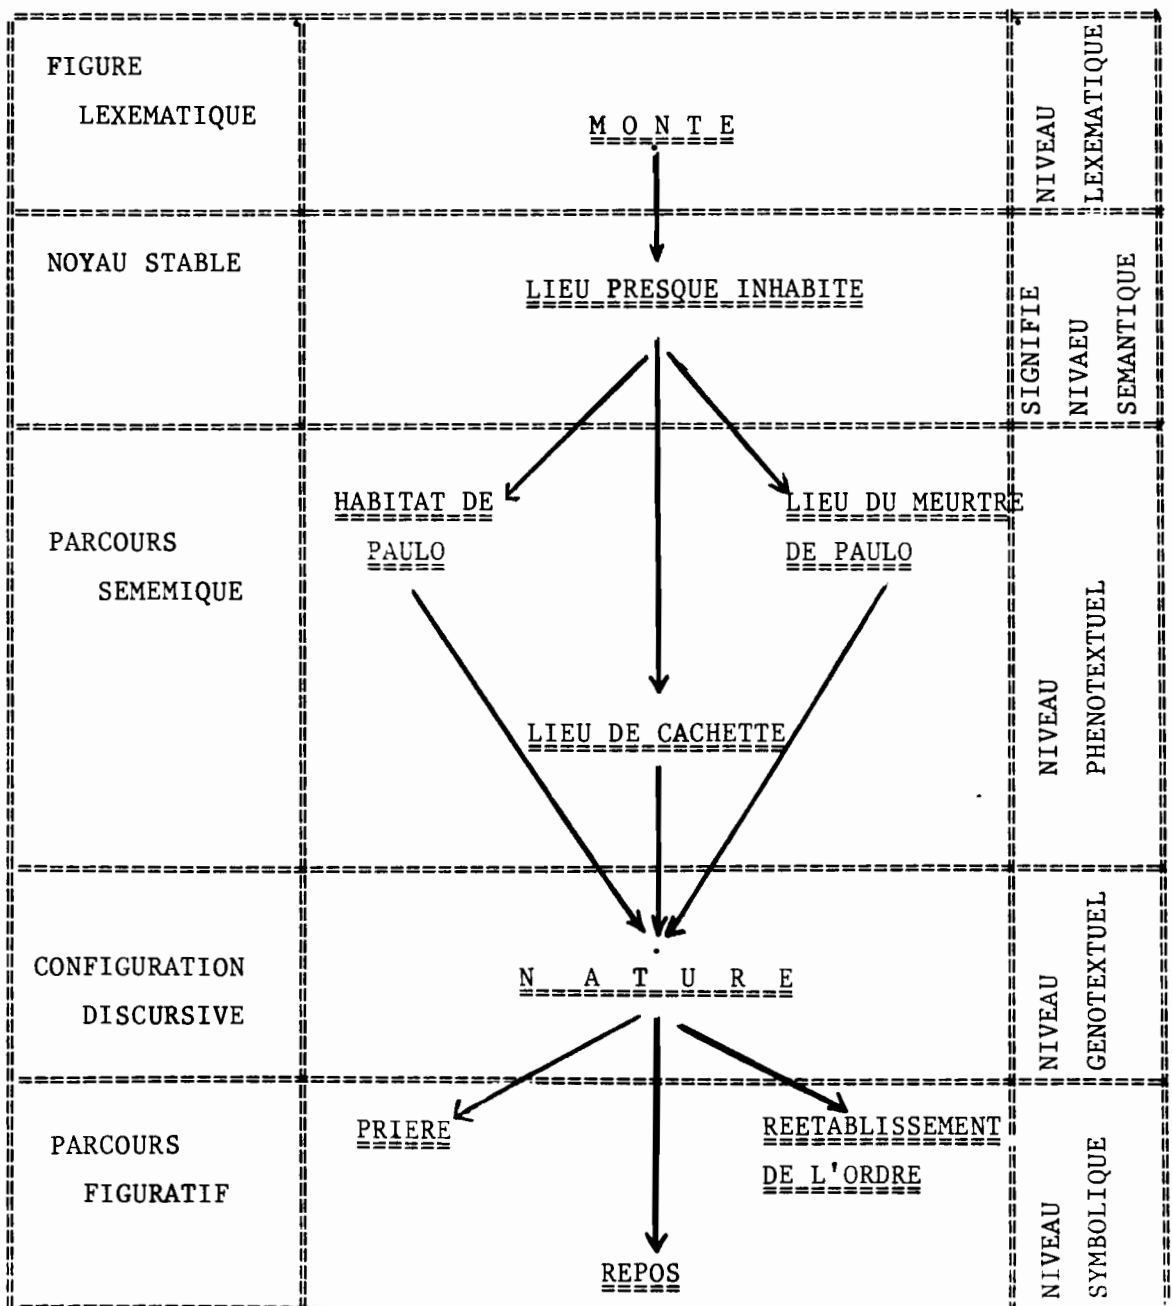 FIGURE
LEXEMATIQUE
M O N T E
NIVEAU
LEXEMATIQUE
NOYAU STABLE
LIEU PRESQUE INHABITE
SIGNIFIE
NIVAEU
SEMANTIQUE
PARCOURS
SEMEMIQUE
HABITAT DE
PAULO
LIEU DU MEURTRE
DE PAULO
LIEU DE CACHETTE
NIVEAU
PHENOTEXTUEL
CONFIGURATION
DISCURSIVE
N A T U R E
NIVEAU
GENOTEXTUEL
PARCOURS
FIGURATIF
PRIERE
REETABLISSEMENT
DE L'ORDRE
REPOS
NIVEAU
SYMBOLIQUE